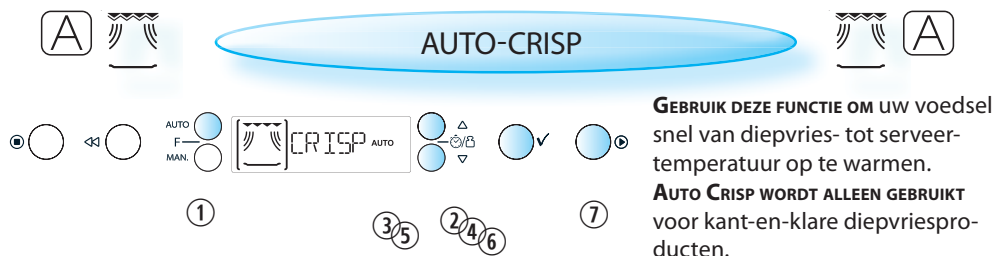 A AUTO-CRISP A
AUTO
F
MAN.
CRISP AUTO
1
3 5
2 4 6
7
GEBRUIK DEZE FUNCTIE OM uw voedsel
snel van diepvries- tot serveer-
temperatuur op te warmen.
AUTO CRISP WORDT ALLEEN GEBRUIKT
voor kant-en-klare diepvriespro-
ducten.